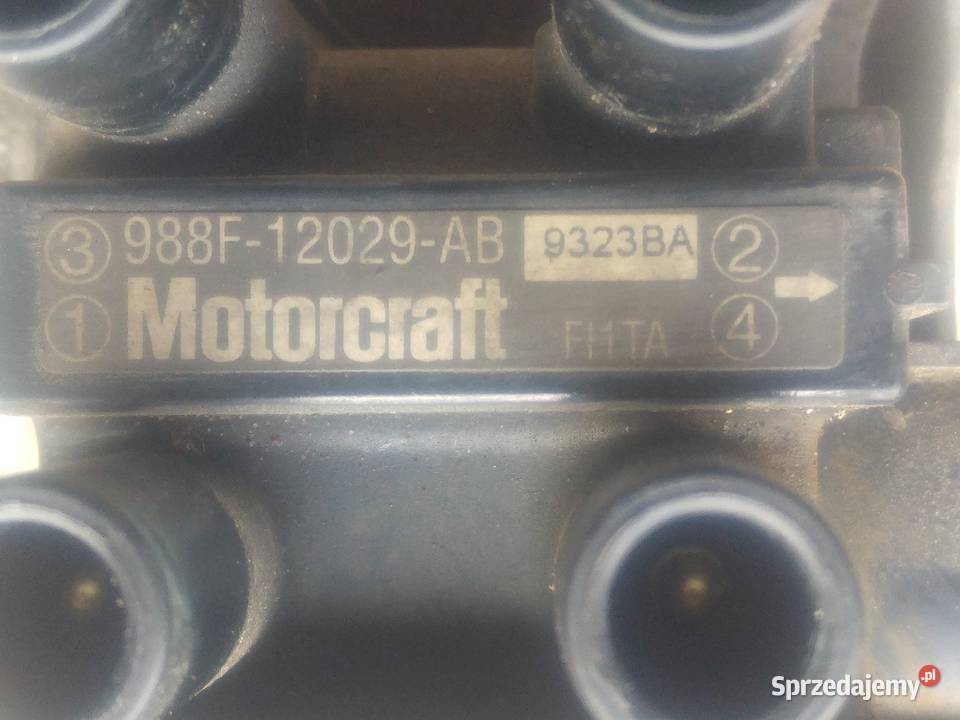 ③ 988F-12029-AB 9323BA ②
① Motorcraft FI1TA ④
Sprzedajemy.pl